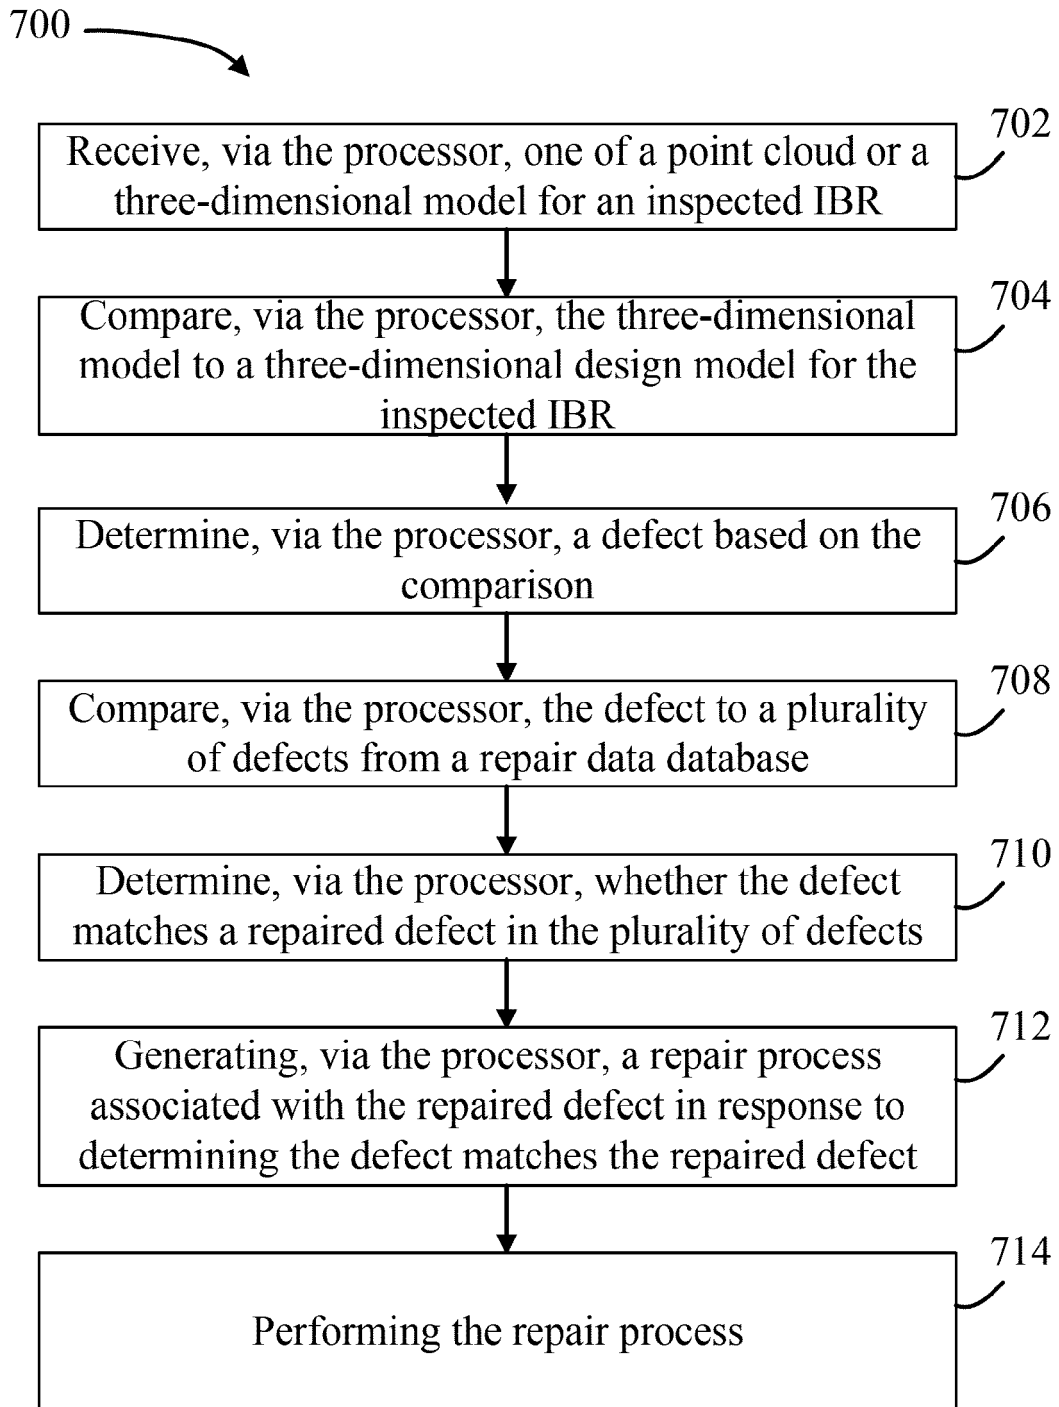 700
702
Receive, via the processor, one of a point cloud or a
three-dimensional model for an inspected IBR
704
Compare, via the processor, the three-dimensional
model to a three-dimensional design model for the
inspected IBR
706
Determine, via the processor, a defect based on the
comparison
708
Compare, via the processor, the defect to a plurality
of defects from a repair data database
710
Determine, via the processor, whether the defect
matches a repaired defect in the plurality of defects
712
Generating, via the processor, a repair process
associated with the repaired defect in response to
determining the defect matches the repaired defect
714
Performing the repair process